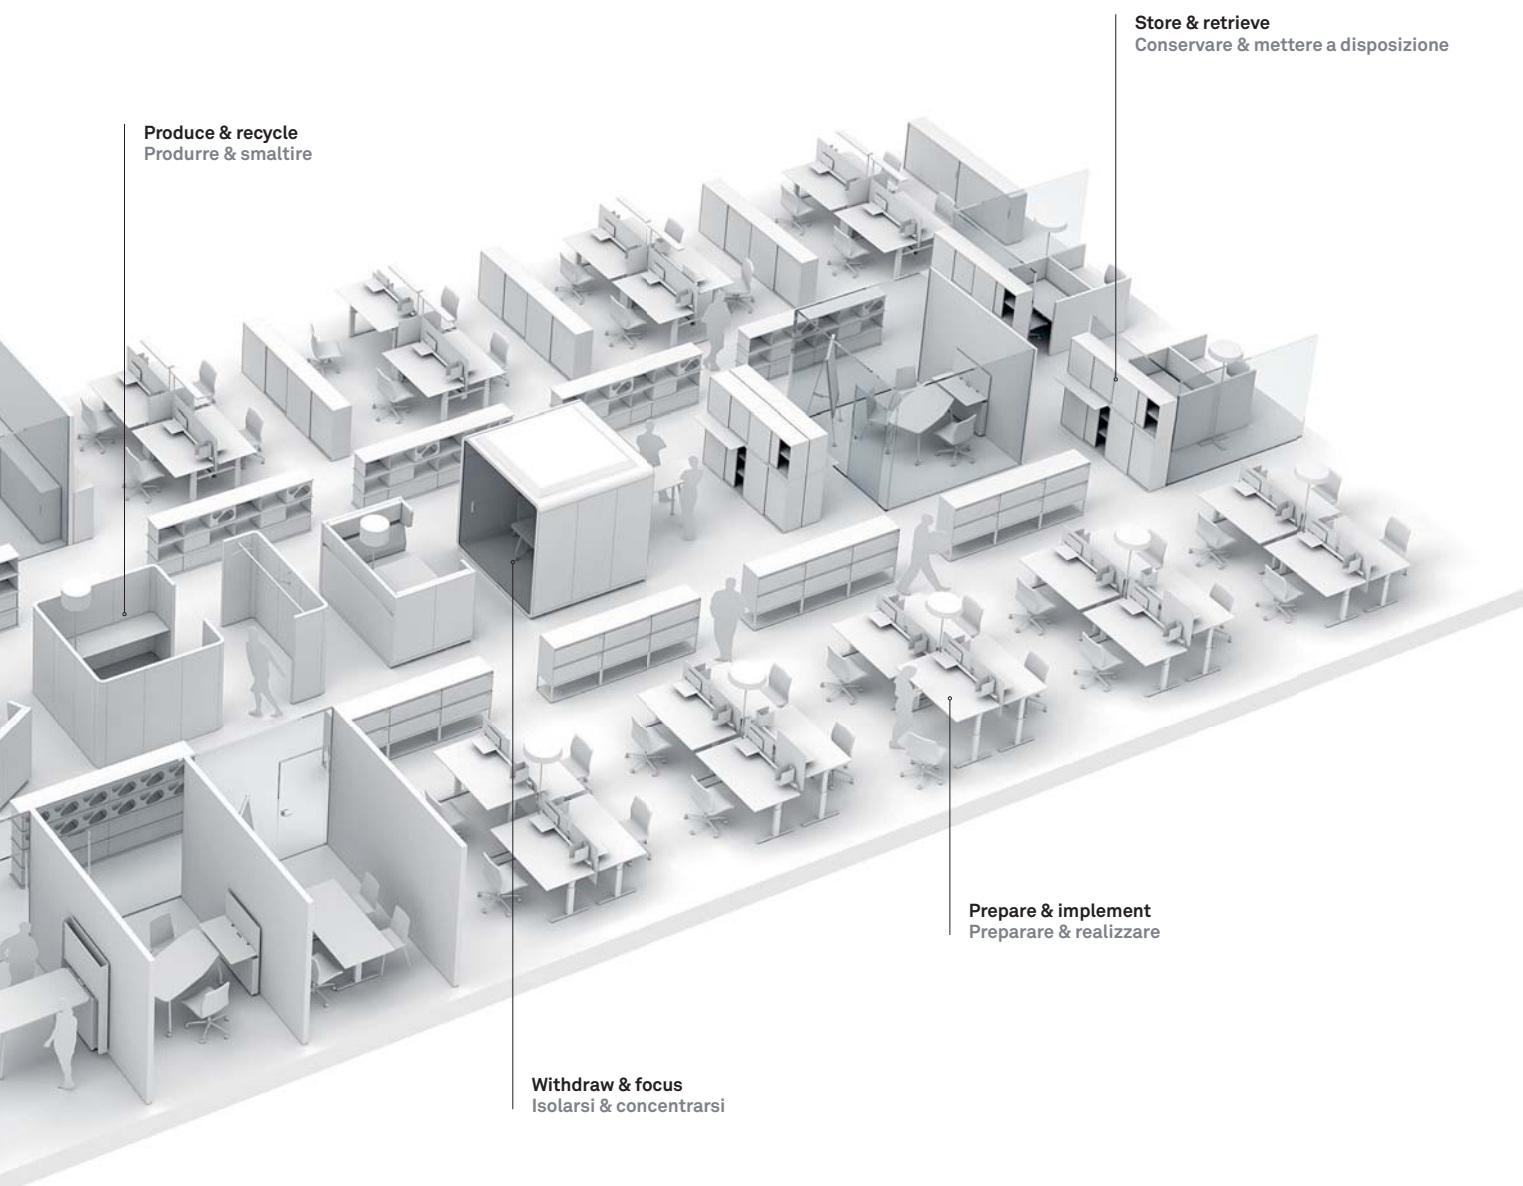 Store & retrieve
Conservare & mettere a disposizione
Produce & recycle
Produrre & smaltire
Prepare & implement
Preparare & realizzare
Withdraw & focus
Isolarsi & concentrarsi